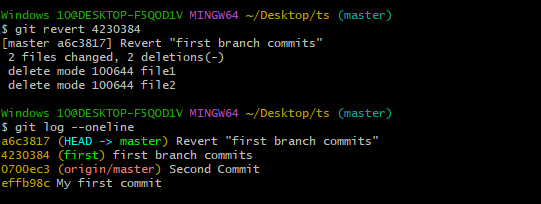 Windows 10@DESKTOP-F5QOD1V MINGW64 ~/Desktop/ts (master)
$ git revert 4230384
[master a6c3817] Revert "first branch commits"
 2 files changed, 2 deletions(-)
 delete mode 100644 file1
 delete mode 100644 file2

Windows 10@DESKTOP-F5QOD1V MINGW64 ~/Desktop/ts (master)
$ git log --oneline
a6c3817 (HEAD -> master) Revert "first branch commits"
4230384 (first) first branch commits
0700ec3 (origin/master) Second Commit
effb98c My first commit